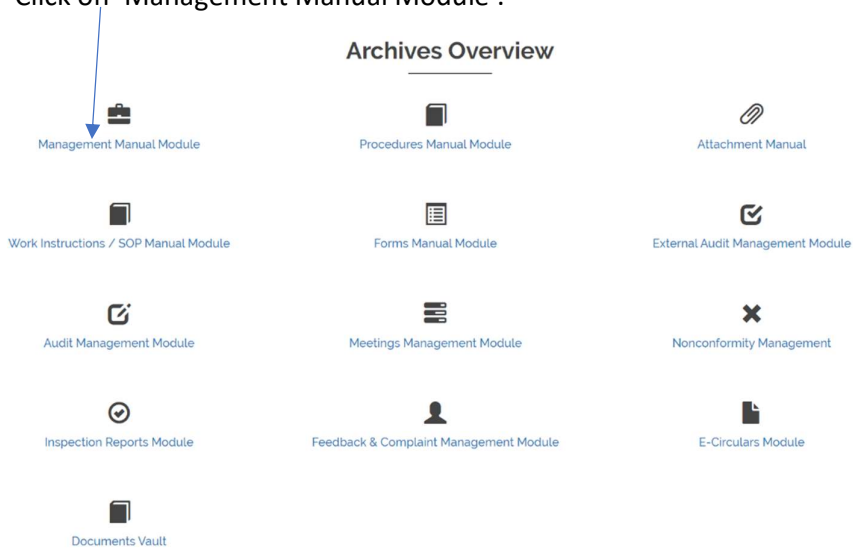 Click on 'Management Manual Module'.
Archives Overview
Management Manual Module
Procedures Manual Module
Attachment Manual
Work Instructions / SOP Manual Module
Forms Manual Module
External Audit Management Module
Audit Management Module
Meetings Management Module
Nonconformity Management
Inspection Reports Module
Feedback & Complaint Management Module
E-Circulars Module
Documents Vault